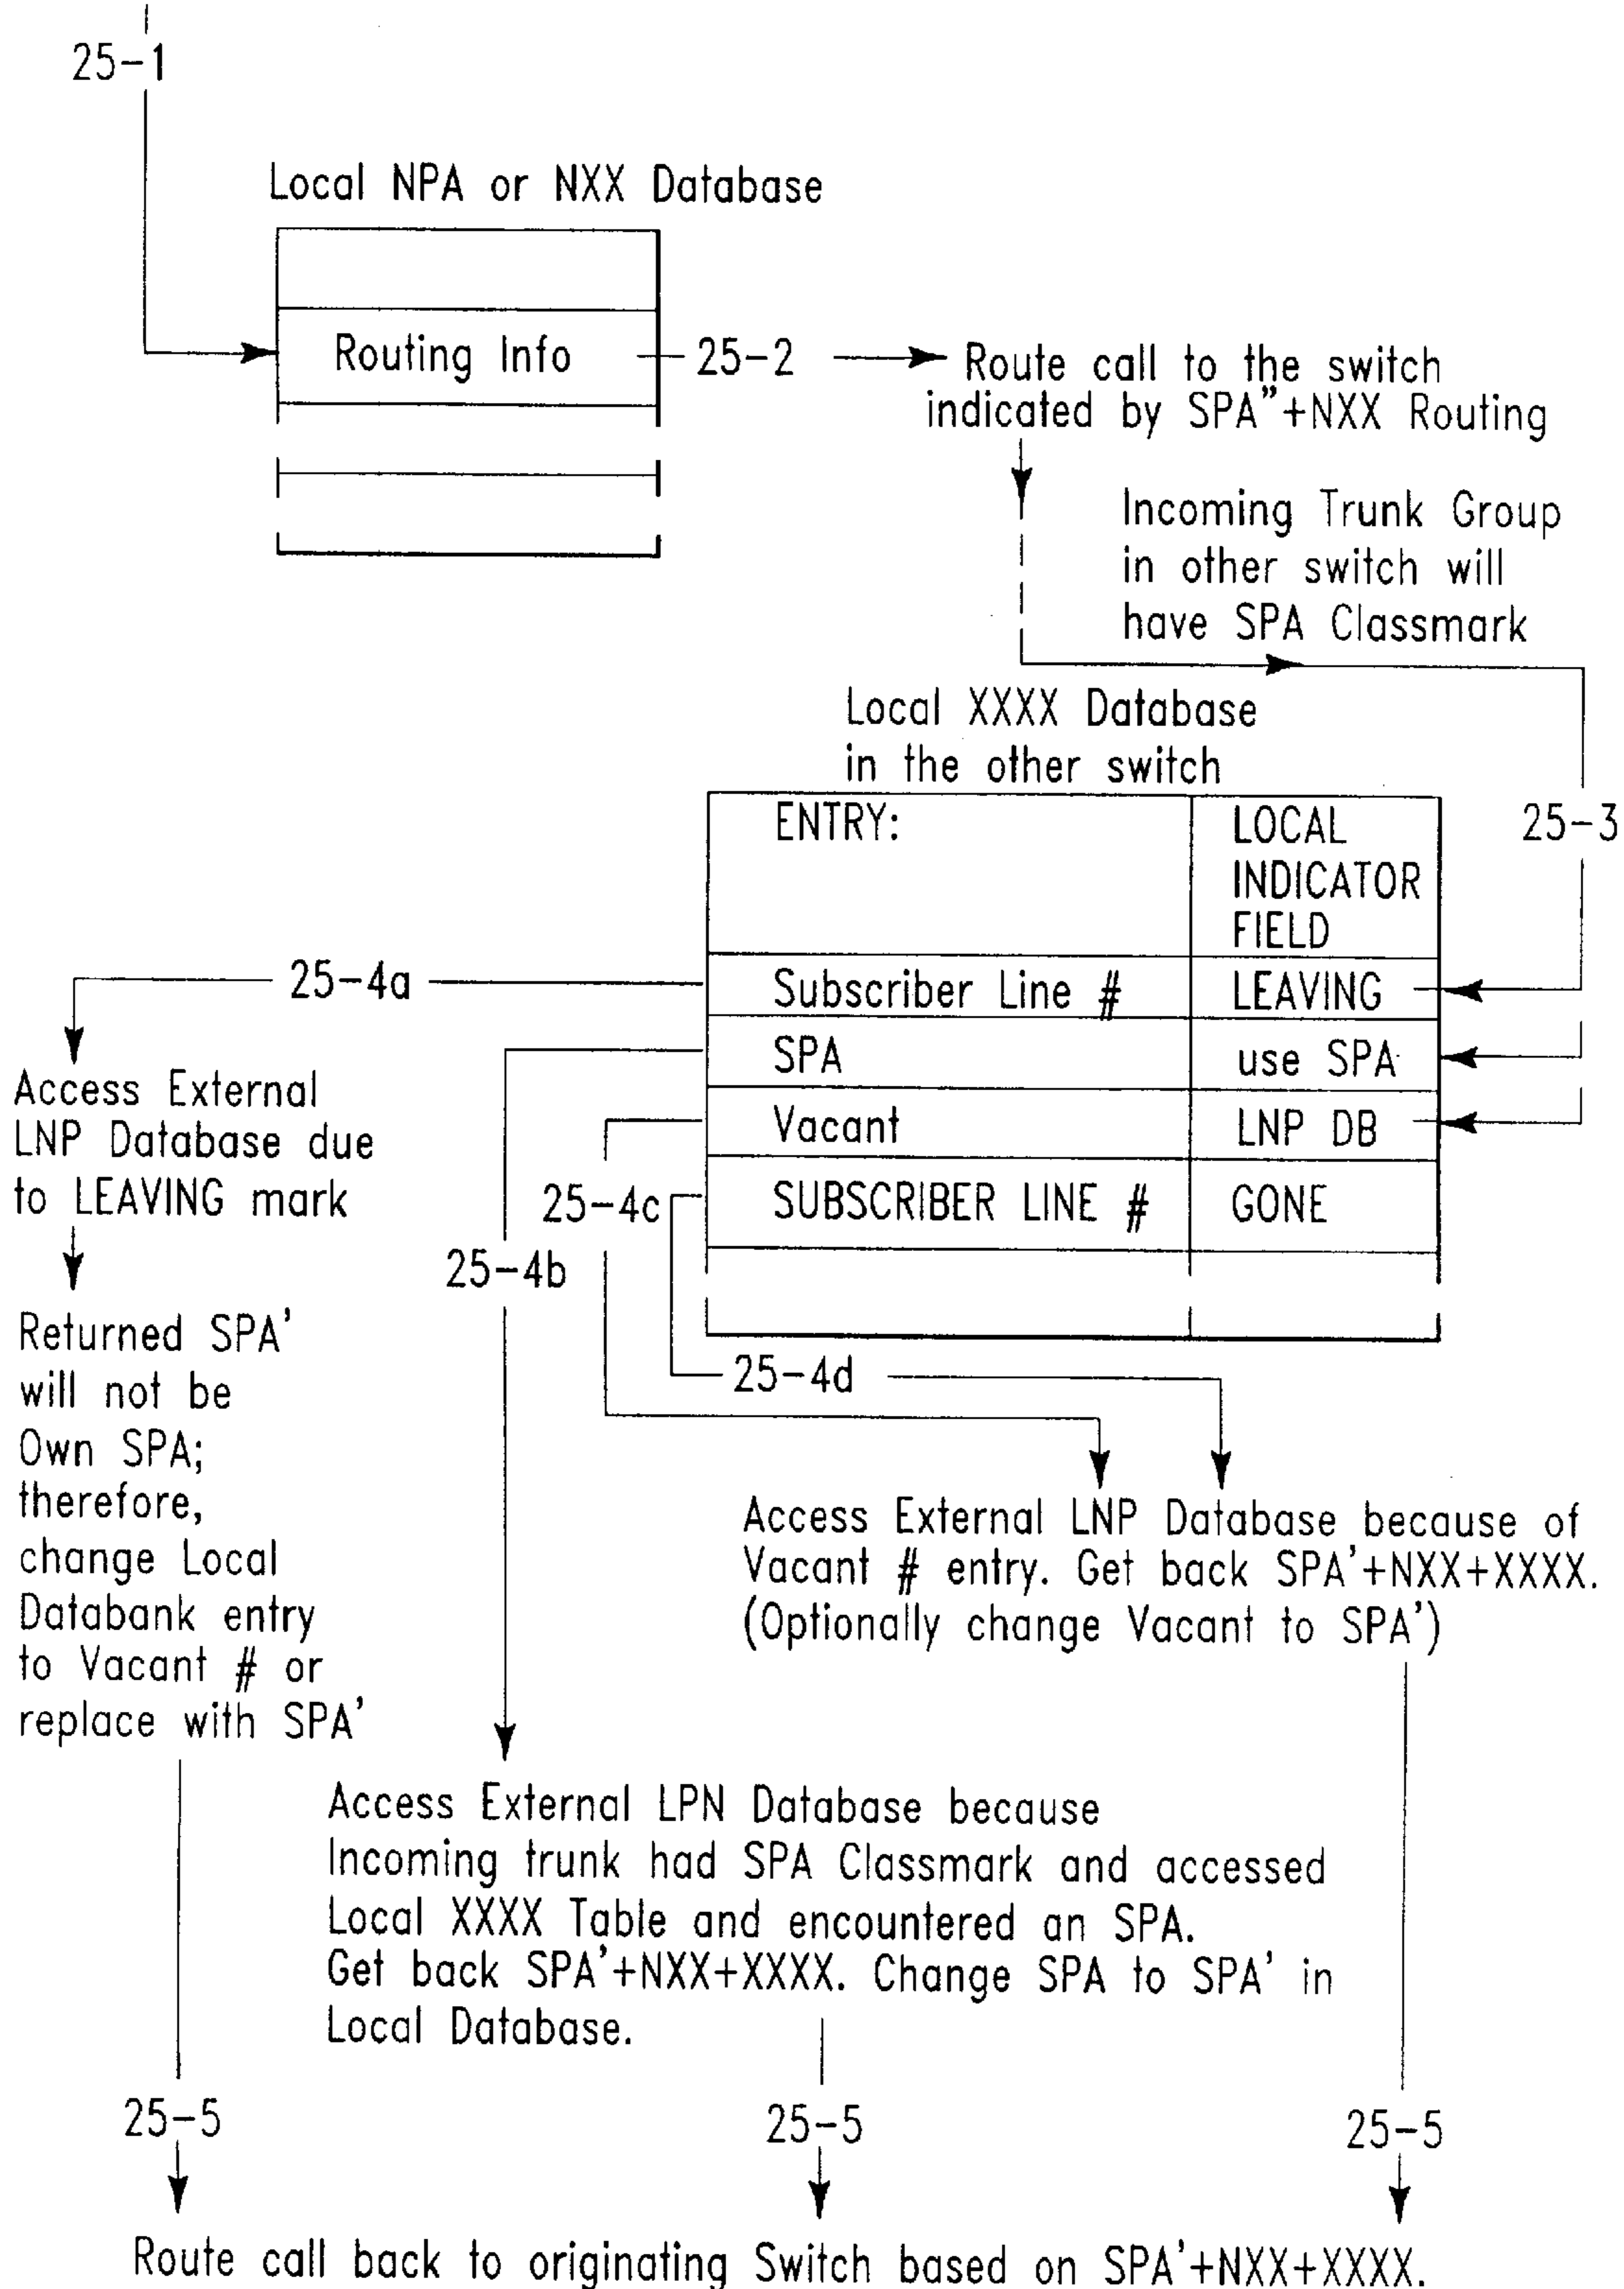 25-1
Local NPA or NXX Database
Routing Info
25-2
Route call to the switch
indicated by SPA"+NXX Routing
Incoming Trunk Group
in other switch will
have SPA Classmark
Local XXXX Database
in the other switch
25-3
ENTRY:
LOCAL
INDICATOR
FIELD
Subscriber Line #
LEAVING
SPA
use SPA
Vacant
LNP DB
SUBSCRIBER LINE #
GONE
25-4a
Access External
LNP Database due
to LEAVING mark
Returned SPA'
will not be
Own SPA;
therefore,
change Local
Databank entry
to Vacant # or
replace with SPA'
25-4b
25-4c
25-4d
Access External LNP Database because of
Vacant # entry. Get back SPA'+NXX+XXXX.
(Optionally change Vacant to SPA')
Access External LPN Database because
Incoming trunk had SPA Classmark and accessed
Local XXXX Table and encountered an SPA.
Get back SPA'+NXX+XXXX. Change SPA to SPA' in
Local Database.
25-5
25-5
25-5
Route call back to originating Switch based on SPA'+NXX+XXXX.